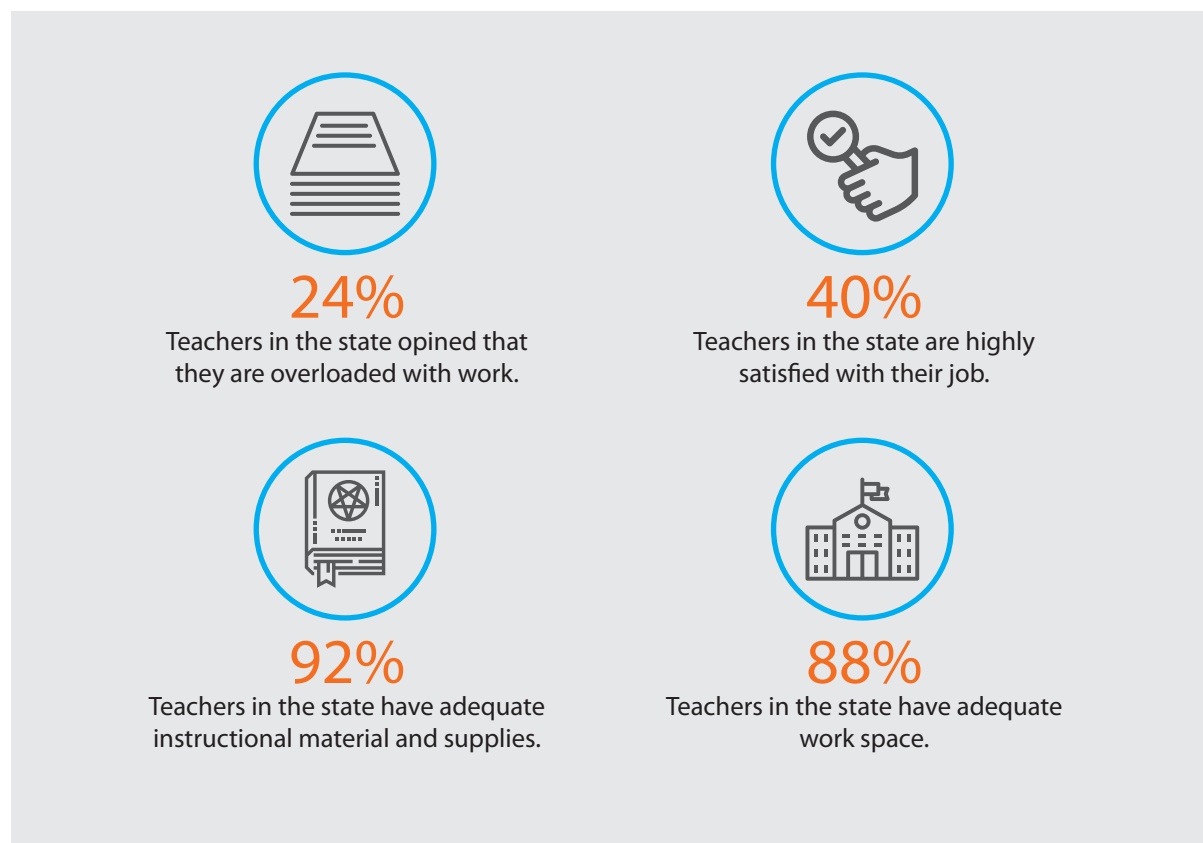 24%
Teachers in the state opined that
they are overloaded with work.
40%
Teachers in the state are highly
satisfied with their job.
92%
Teachers in the state have adequate
instructional material and supplies.
88%
Teachers in the state have adequate
work space.